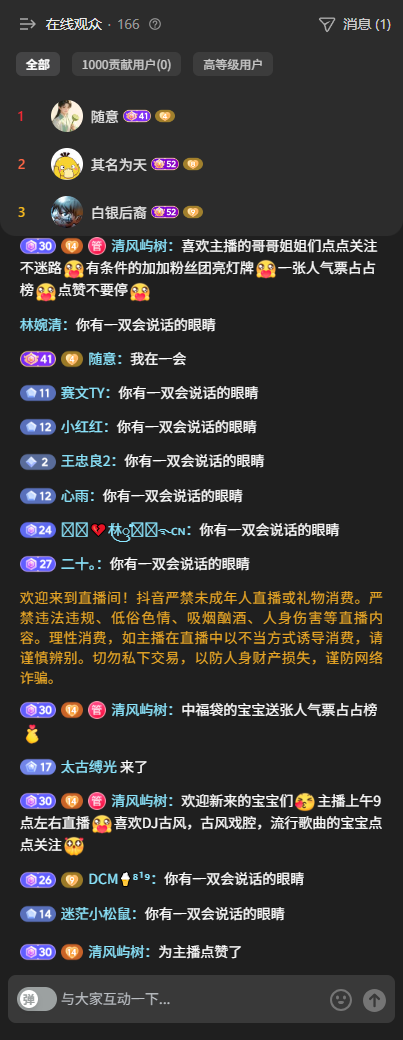 在线观众 · 166 消息 (1)
全部 1000贡献用户(0) 高等级用户
1 随意 41
2 其名为天 52
3 白银后裔 52
30 14 管 清风屿树：喜欢主播的哥哥姐姐们点点关注
不迷路 有条件的加加粉丝团亮灯牌 一张人气票占占
榜 点赞不要停
林婉清：你有一双会说话的眼睛
41 随意：我在一会
11 赛文TY：你有一双会说话的眼睛
12 小红红：你有一双会说话的眼睛
2 王忠良2：你有一双会说话的眼睛
12 心雨：你有一双会说话的眼睛
24 林 CN：你有一双会说话的眼睛
27 二十。：你有一双会说话的眼睛
欢迎来到直播间！抖音严禁未成年人直播或礼物消费。严
禁违法违规、低俗色情、吸烟酗酒、人身伤害等直播内
容。理性消费，如主播在直播中以不当方式诱导消费，请
谨慎辨别。切勿私下交易，以防人身财产损失，谨防网络
诈骗。
30 14 管 清风屿树：中福袋的宝宝送张人气票占占榜
17 太古缚光 来了
30 14 管 清风屿树：欢迎新来的宝宝们 主播上午9
点左右直播 喜欢DJ古风，古风戏腔，流行歌曲的宝宝点
点关注
26 DCM🍦⁸¹⁹：你有一双会说话的眼睛
14 迷茫小松鼠：你有一双会说话的眼睛
30 14 清风屿树：为主播点赞了
弹 与大家互动一下...